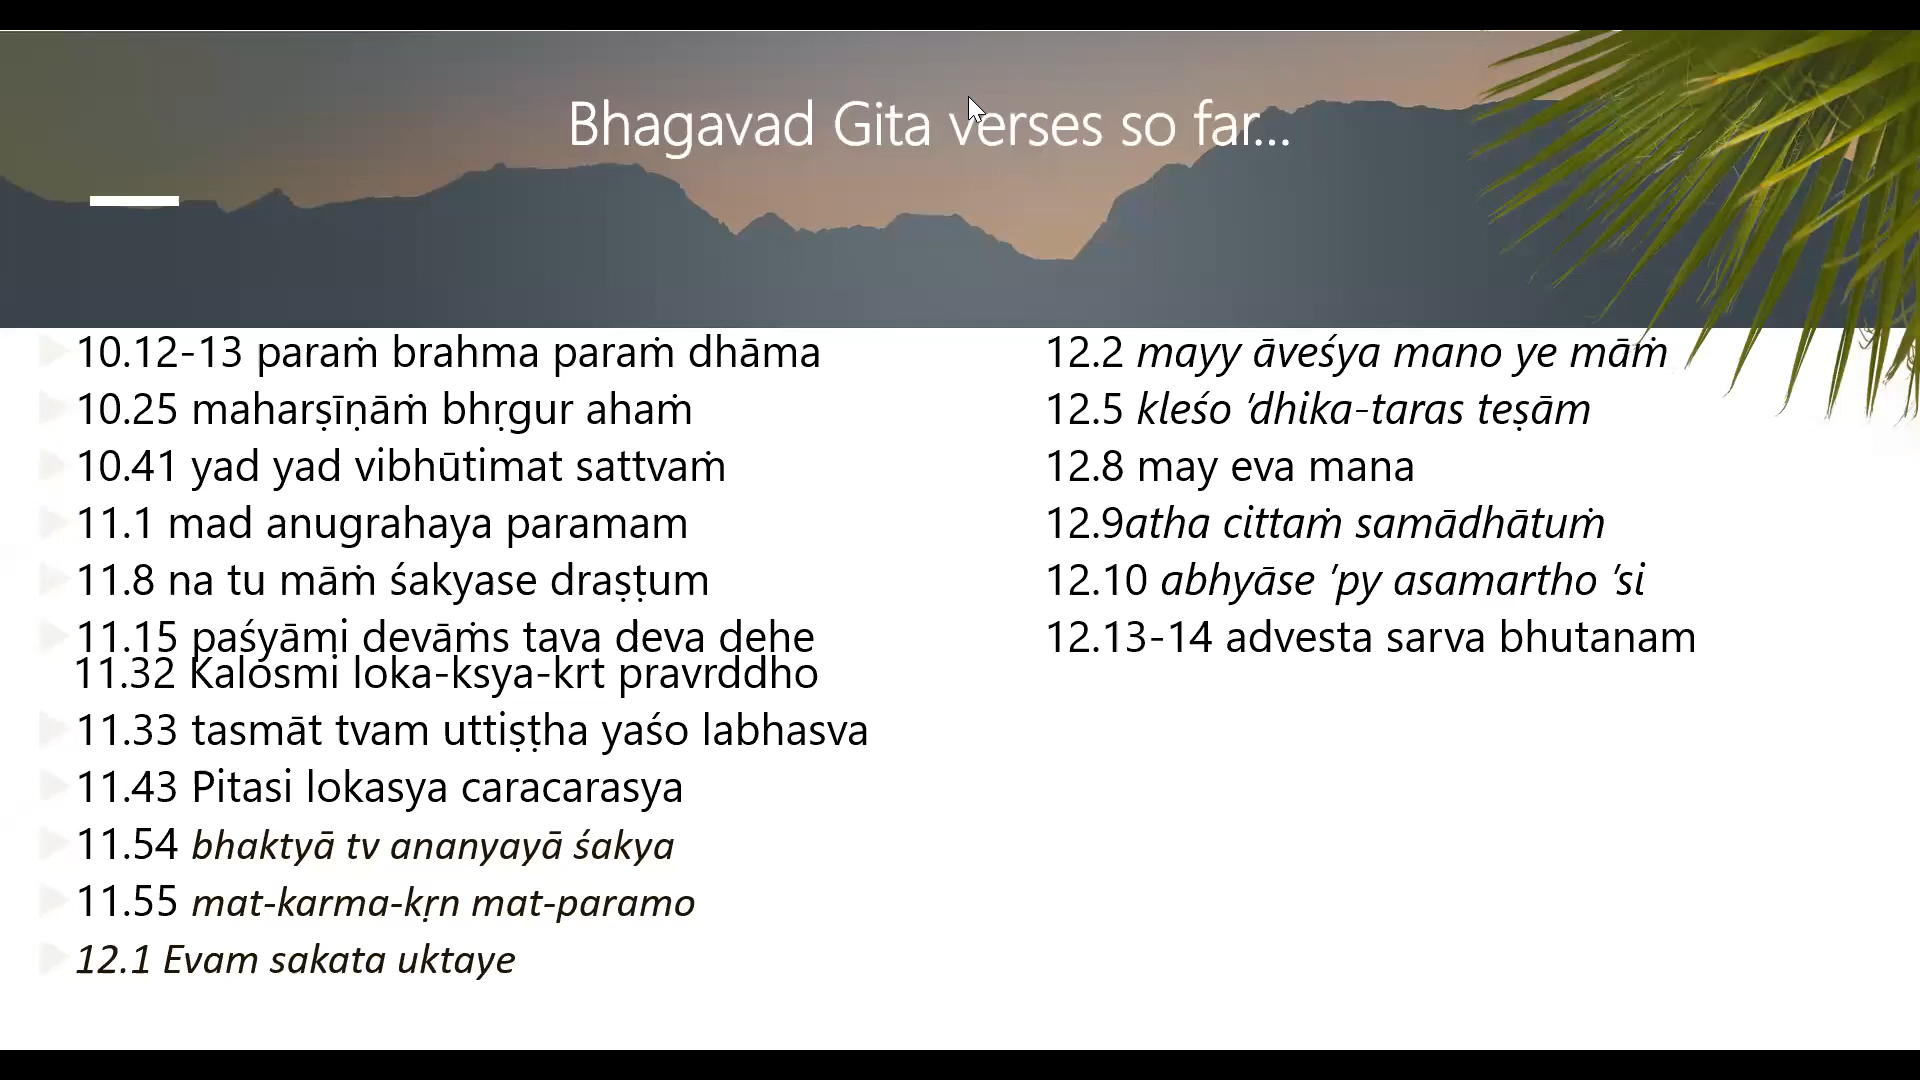 Bhagavad Gita verses so far...
10.12-13 paraṁ brahma paraṁ dhāma
10.25 maharṣīṇāṁ bhṛgur ahaṁ
10.41 yad yad vibhūtimat sattvaṁ
11.1 mad anugrahaya paramam
11.8 na tu māṁ śakyase draṣṭum
11.15 paśyāmi devāṁs tava deva dehe
11.32 Kalosmi loka-ksya-krt pravrddho
11.33 tasmāt tvam uttiṣṭha yaśo labhasva
11.43 Pitasi lokasya caracarasya
11.54 bhaktyā tv ananyayā śakya
11.55 mat-karma-kṛn mat-paramo
12.1 Evam sakata uktaye
12.2 mayy āveśya mano ye māṁ
12.5 kleśo ’dhika-taras teṣām
12.8 may eva mana
12.9atha cittaṁ samādhātuṁ
12.10 abhyāse ’py asamartho ’si
12.13-14 advesta sarva bhutanam